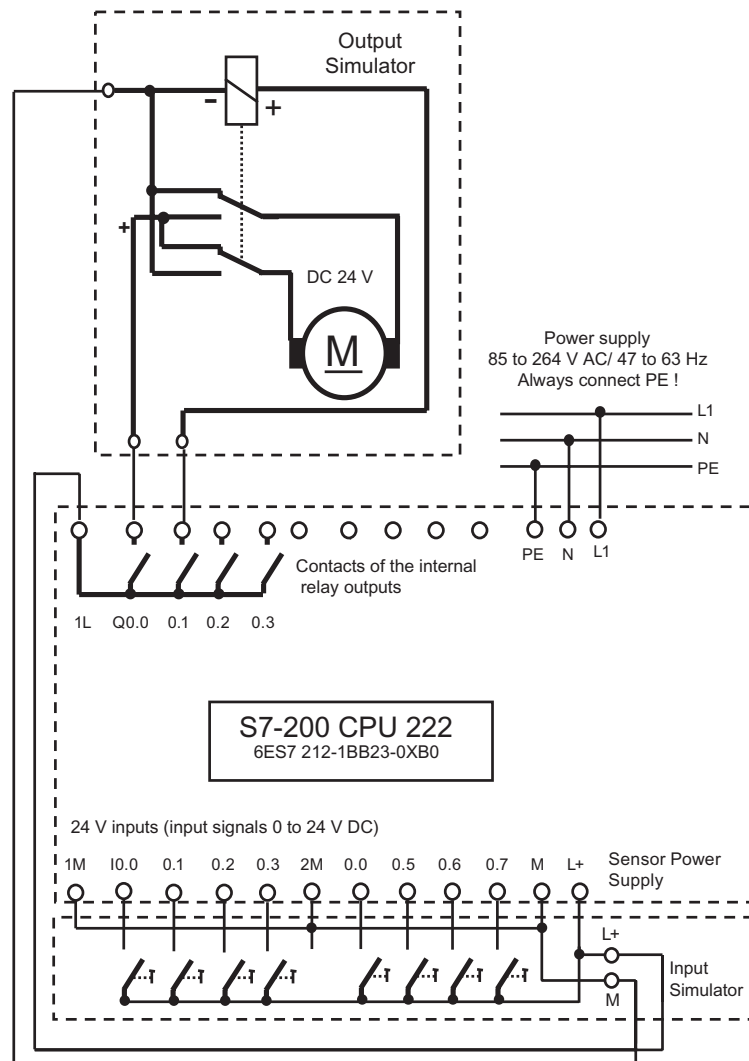 Output
Simulator
-
+
+
DC 24 V
M
Power supply
85 to 264 V AC/ 47 to 63 Hz
Always connect PE !
L1
N
PE
PE N L1
Contacts of the internal
relay outputs
1L Q0.0 0.1 0.2 0.3
S7-200 CPU 222
6ES7 212-1BB23-0XB0
24 V inputs (input signals 0 to 24 V DC)
1M I0.0 0.1 0.2 0.3 2M 0.0 0.5 0.6 0.7 M L+
Sensor Power
Supply
L+
M
Input
Simulator